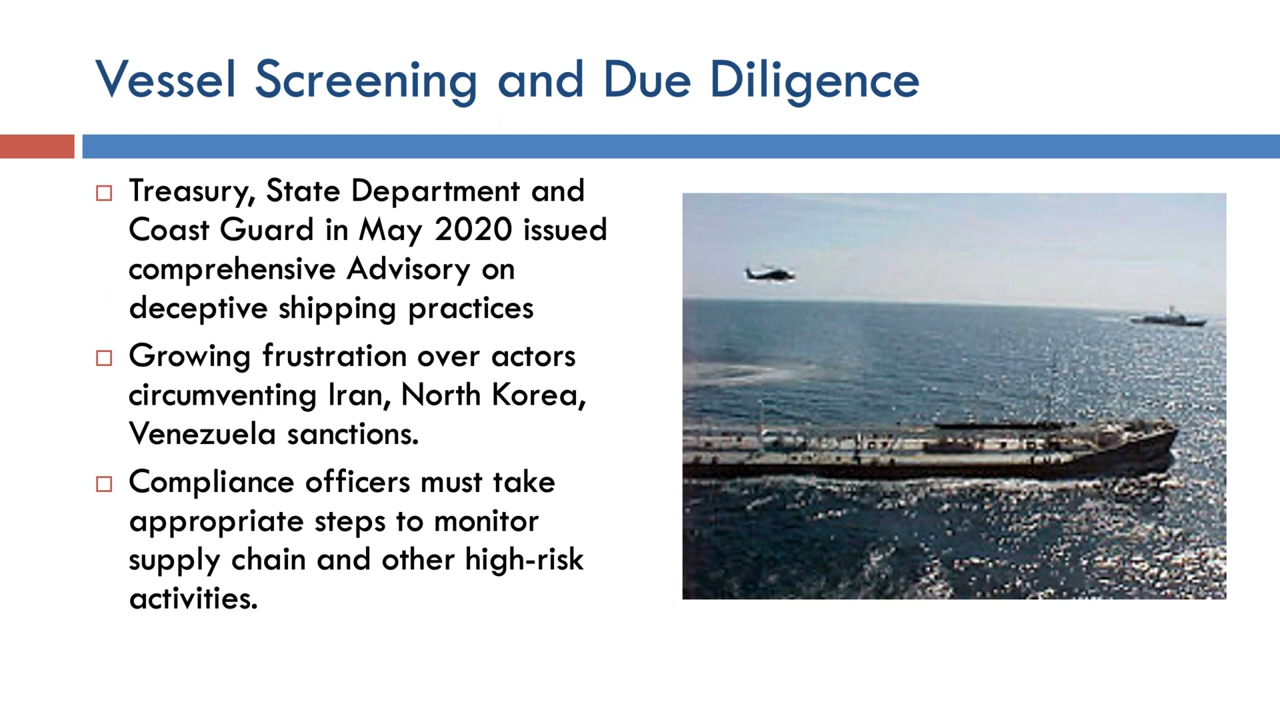 Vessel Screening and Due Diligence
Treasury, State Department and
Coast Guard in May 2020 issued
comprehensive Advisory on
deceptive shipping practices
Growing frustration over actors
circumventing Iran, North Korea,
Venezuela sanctions.
Compliance officers must take
appropriate steps to monitor
supply chain and other high-risk
activities.